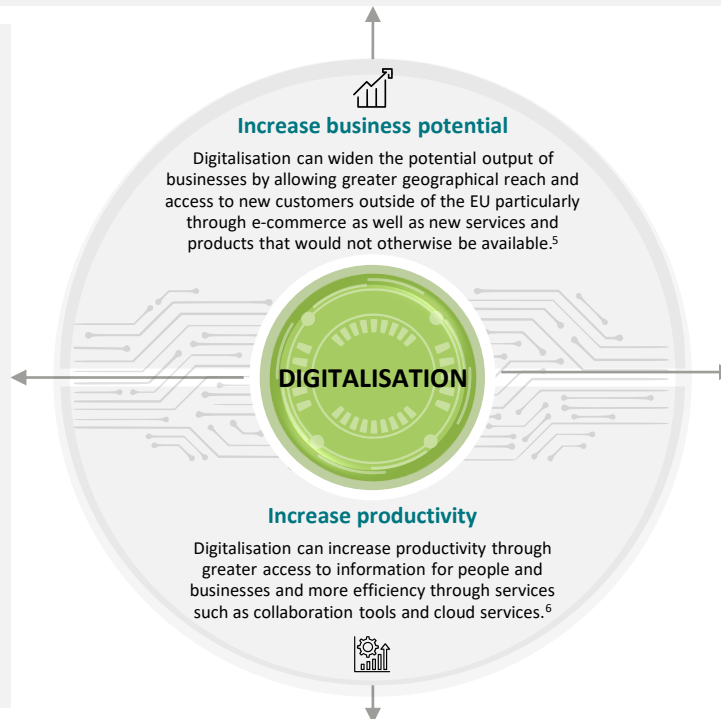 Increase business potential
Digitalisation can widen the potential output of
businesses by allowing greater geographical reach and
access to new customers outside of the EU particularly
through e-commerce as well as new services and
products that would not otherwise be available.⁵
DIGITALISATION
Increase productivity
Digitalisation can increase productivity through
greater access to information for people and
businesses and more efficiency through services
such as collaboration tools and cloud services.⁶